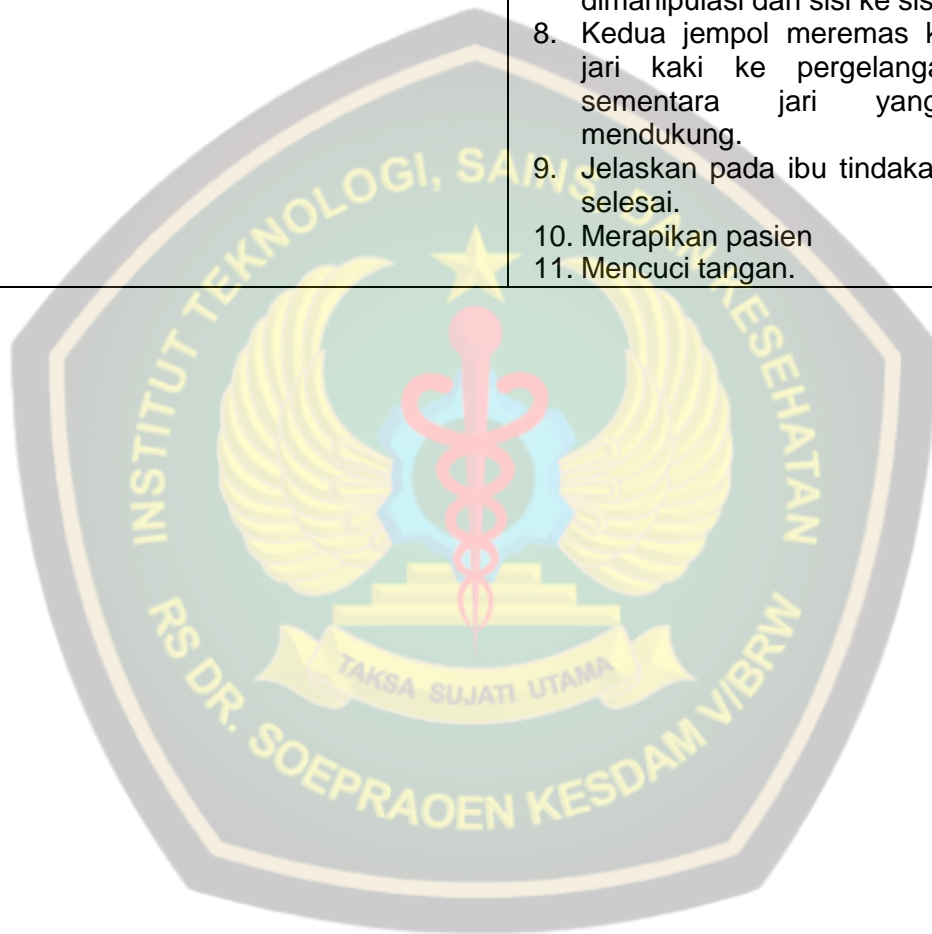 dimanipulasi dari sisi ke sis
8. Kedua jempol meremas k
jari kaki ke pergelanga
sementara jari yang
mendukung.
9. Jelaskan pada ibu tindaka
selesai.
10. Merapikan pasien
11. Mencuci tangan.
INSTITUT TEKNOLOGI, SAINS, DAN KESEHATAN
TAKSA SUJATI UTAMA
RS DR. SOEPRAOEN KESDAM V/BRW